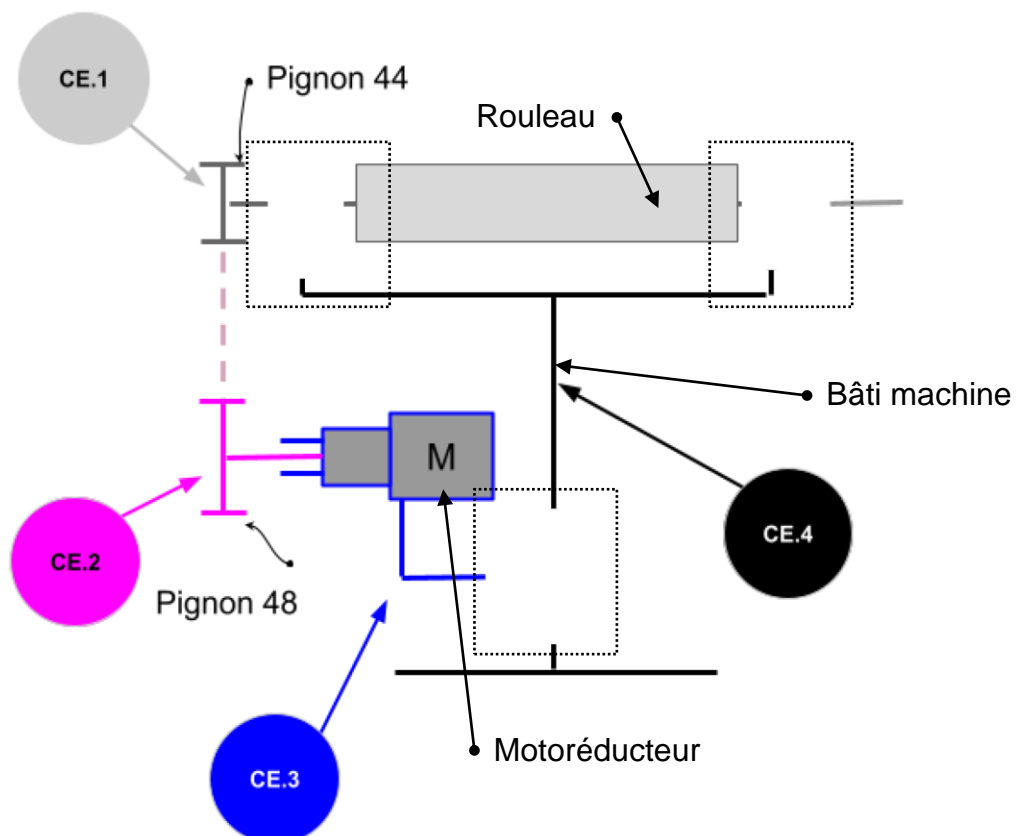 CE.1
Pignon 44
Rouleau
M
Bâti machine
CE.4
CE.2
Pignon 48
Motoréducteur
CE.3